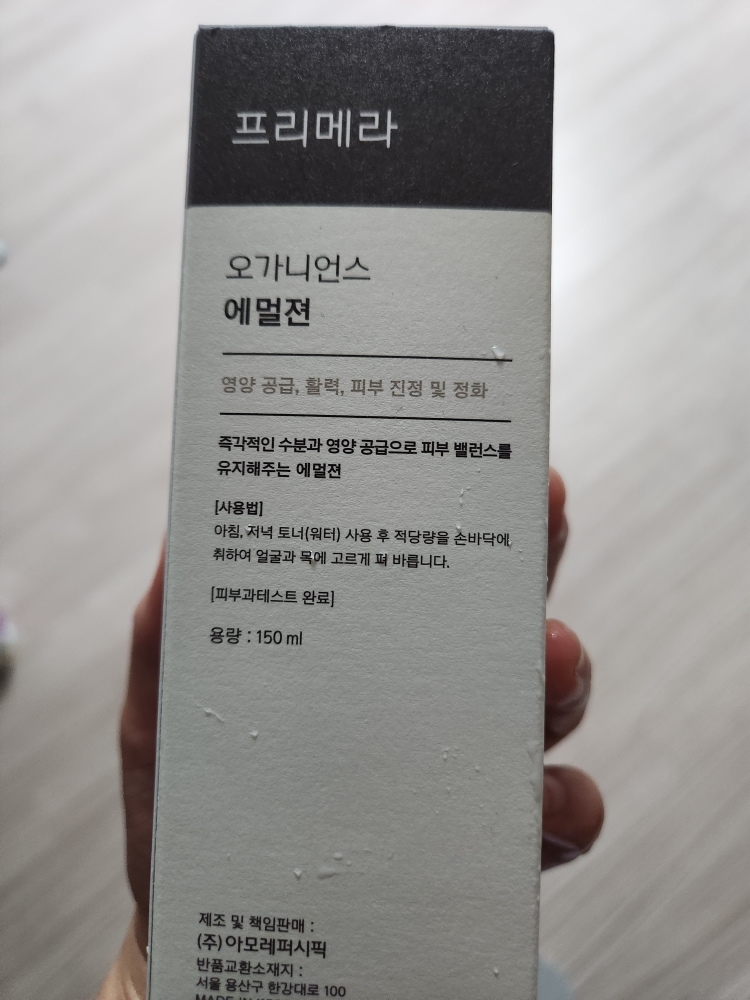 프리메라
오가니언스
에멀젼
영양 공급, 활력, 피부 진정 및 정화
즉각적인 수분과 영양 공급으로 피부 밸런스를
유지해주는 에멀젼
[사용법]
아침, 저녁 토너(워터) 사용 후 적당량을 손바닥에
취하여 얼굴과 목에 고르게 펴 바릅니다.
[피부과테스트 완료]
용량 : 150 ml
제조 및 책임판매 :
(주)아모레퍼시픽
반품교환소재지 :
서울 용산구 한강대로 100
MADE IN